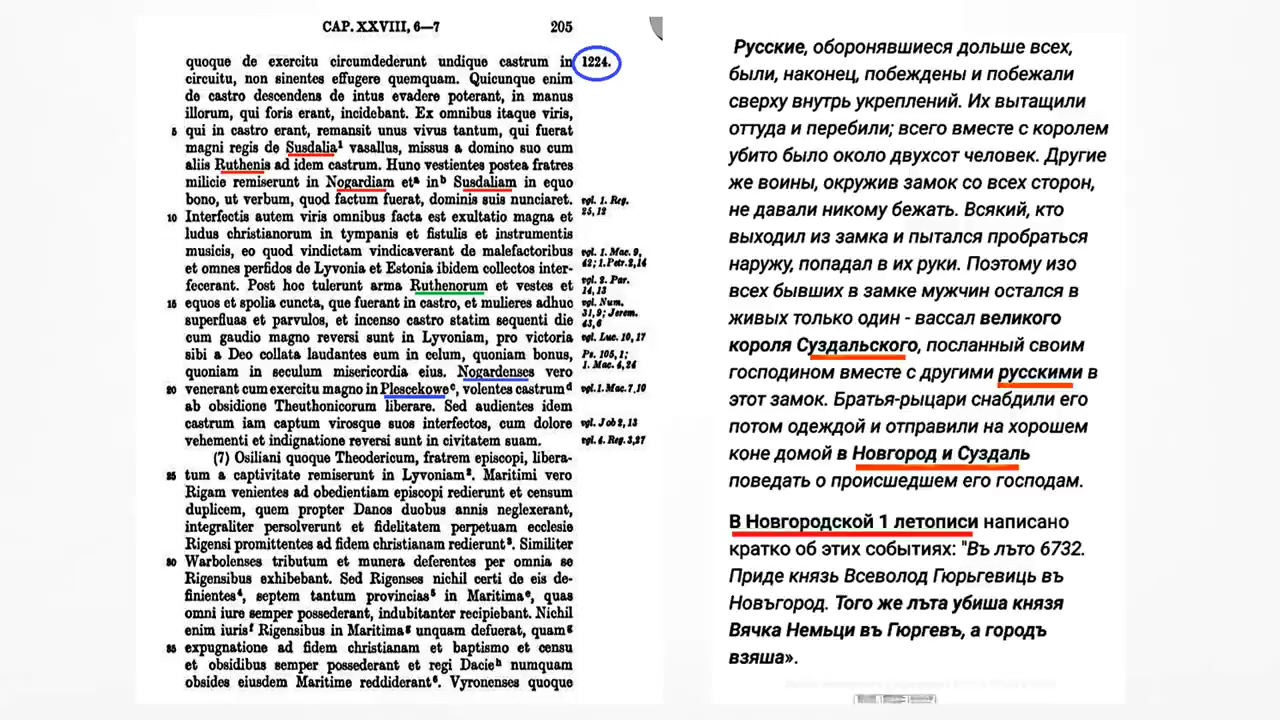 CAP. XXVIII, 6—7 205
quoque de exercitu circumdederunt undique castrum in 1224.
circuitu, non sinentes effugere quemquam. Quicunque enim
de castro descendens de intus evadere poterant, in manus
illorum, qui foris erant, incidebant. Ex omnibus itaque viris,
5 qui in castro erant, remansit unus vivus tantum, qui fuerat
magni regis de Susdalia¹ vasallus, missus a domino suo cum
aliis Ruthenis ad idem castrum. Hunc vestientes postea fratres
milicie remiserunt in Nogardiam etᵃ inᵇ Susdaliam in equo
bono, ut verbum, quod factum fuerat, dominis suis nunciaret. vgl. 1. Reg.
25, 12
10 Interfectis autem viris omnibus facta est exultatio magna et
ludus christianorum in tympanis et fistulis et instrumentis
musicis, eo quod vindictam vindicaverant de malefactoribus vgl. 1. Mac. 9,
et omnes perfidos de Lyvonia et Estonia ibidem collectos inter- 42; 1. Petr. 2, 14
fecerant. Post hoc tulerunt arma Ruthenorum et vestes et vgl. 2. Par.
14, 13
15 equos et spolia cuncta, que fuerant in castro, et mulieres adhuc vgl. Num.
31, 9; Jerem.
superfluas et parvulos, et incenso castro statim sequenti die 43, 6
cum gaudio magno reversi sunt in Lyvoniam, pro victoria vgl. Luc. 10, 17
sibi a Deo collata laudantes eum in celum, quoniam bonus, Ps. 105, 1;
quoniam in seculum misericordia eius. Nogardenses vero 1. Mac. 4, 24
20 venerant cum exercitu magno in Plescekoweᶜ, volentes castrumᵈ vgl. 1. Mac. 7, 10
ab obsidione Theuthonicorum liberare. Sed audientes idem
castrum iam captum virosque suos interfectos, cum dolore vgl. Job 2, 13
vehementi et indignatione reversi sunt in civitatem suam. vgl. 4. Reg. 3, 27
(7) Osiliani quoque Theodericum, fratrem episcopi, libera-
25 tum a captivitate remiserunt in Lyvoniam². Maritimi vero
Rigam venientes ad obedientiam episcopi redierunt et censum
duplicem, quem propter Danos duobus annis neglexerant,
integraliter persolverunt et fidelitatem perpetuam ecclesie
Rigensi promittentes ad fidem christianam redierunt³. Similiter
30 Warbolenses tributum et munera deferentes per omnia se
Rigensibus exhibebant. Sed Rigenses nichil certi de eis de-
finientes⁴, septem tantum provincias⁵ in Maritimaᵉ, quas
omni iure semper possederant, indubitanter recipiebant. Nichil
enim iurisᶠ Rigensibus in Maritimaᵍ unquam defuerat, quamᵍ
35 expugnatione ad fidem christianam et baptismo et censu
et obsidibus semper possederant et regi Dacieʰ numquam
obsides eiusdem Maritime reddiderant⁶. Vyronenses quoque
Русские, оборонявшиеся дольше всех,
были, наконец, побеждены и побежали
сверху внутрь укреплений. Их вытащили
оттуда и перебили; всего вместе с королем
убито было около двухсот человек. Другие
же воины, окружив замок со всех сторон,
не давали никому бежать. Всякий, кто
выходил из замка и пытался пробраться
наружу, попадал в их руки. Поэтому изо
всех бывших в замке мужчин остался в
живых только один - вассал великого
короля Суздальского, посланный своим
господином вместе с другими русскими в
этот замок. Братья-рыцари снабдили его
потом одеждой и отправили на хорошем
коне домой в Новгород и Суздаль
поведать о происшедшем его господам.
В Новгородской 1 летописи написано
кратко об этих событиях: "Въ лъто 6732.
Приде князь Всеволод Гюрьгевиць въ
Новъгород. Того же лъта убиша князя
Вячка Немьци въ Гюргевъ, а городъ
взяша».